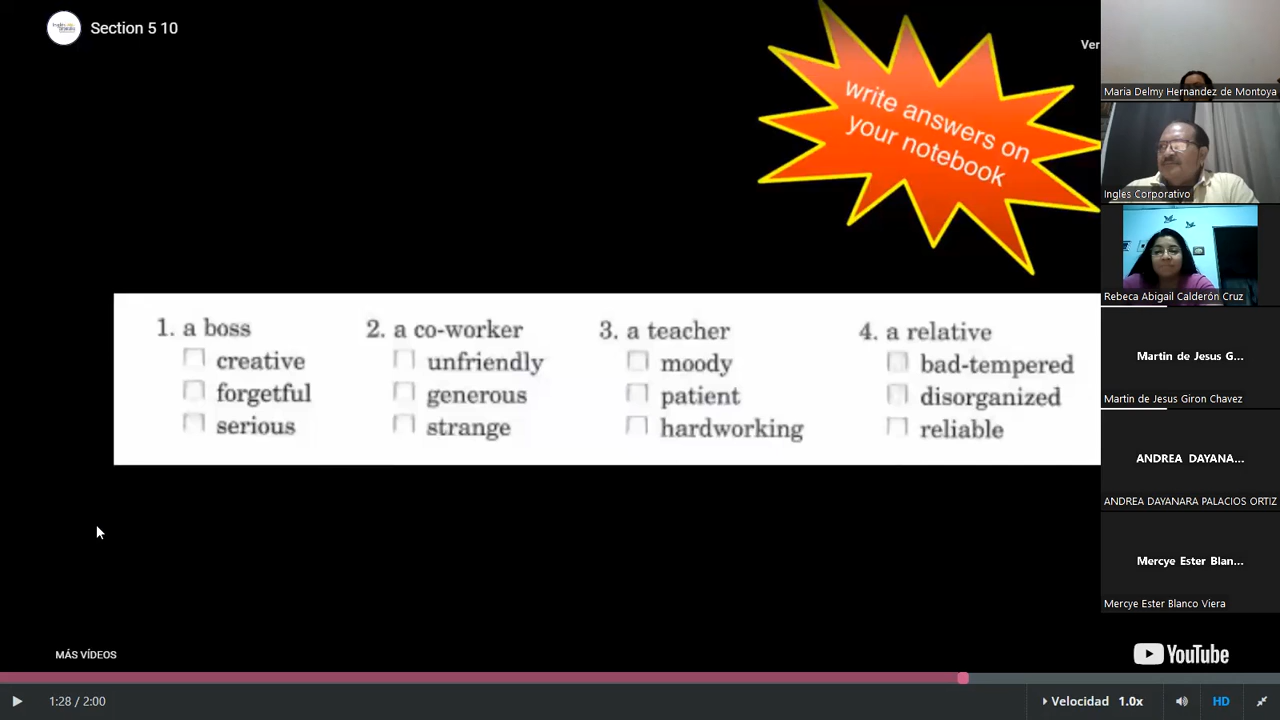 Section 5 10
Ver
write answers on
your notebook
1. a boss
creative
forgetful
serious
2. a co-worker
unfriendly
generous
strange
3. a teacher
moody
patient
hardworking
4. a relative
bad-tempered
disorganized
reliable
Maria Delmy Hernandez de Montoya
Ingles Corporativo
Rebeca Abigail Calderón Cruz
Martin de Jesus G...
Martin de Jesus Giron Chavez
ANDREA DAYANA...
ANDREA DAYANARA PALACIOS ORTIZ
Mercye Ester Blan...
Mercye Ester Blanco Viera
MÁS VÍDEOS
YouTube
1:28 / 2:00
Velocidad 1.0x
HD